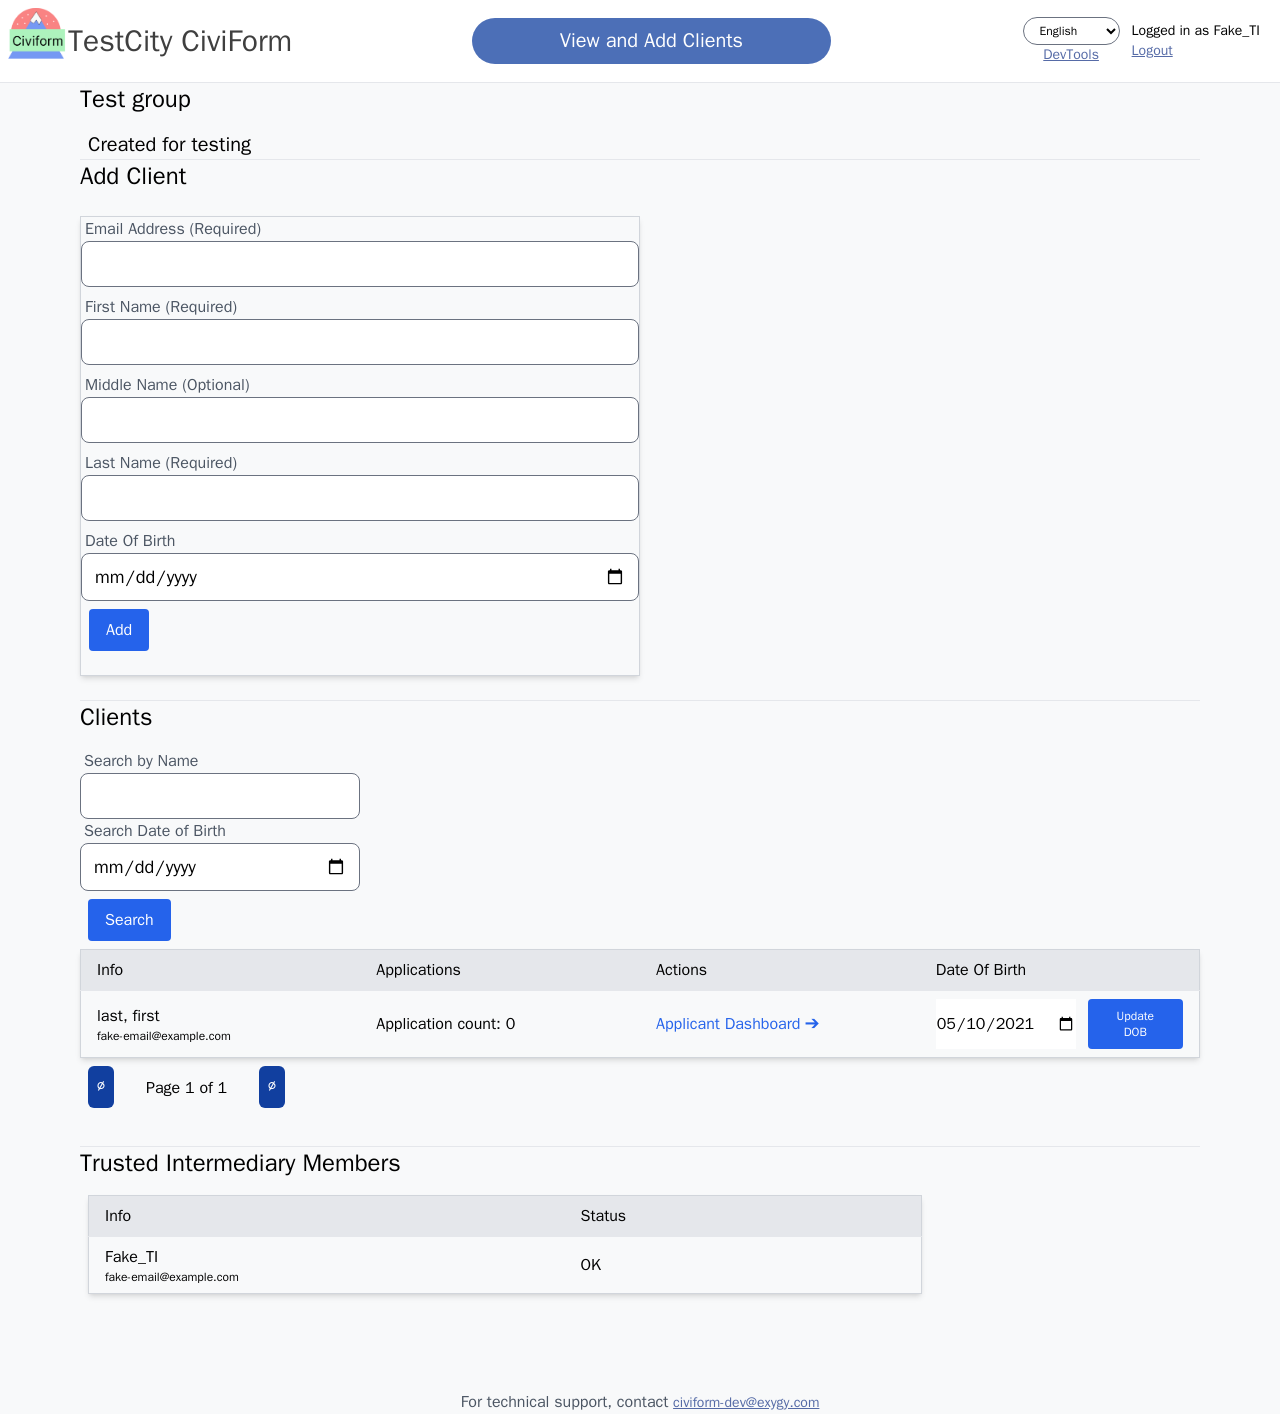 Civiform
TestCity CiviForm
View and Add Clients
English
DevTools
Logged in as Fake_TI
Logout
Test group
Created for testing
Add Client
Email Address (Required)
First Name (Required)
Middle Name (Optional)
Last Name (Required)
Date Of Birth
mm/dd/yyyy
Add
Clients
Search by Name
Search Date of Birth
mm/dd/yyyy
Search
Info Applications Actions Date Of Birth
last, first
fake-email@example.com
Application count: 0
Applicant Dashboard ➔
05/10/2021
Update
DOB
∅ Page 1 of 1 ∅
Trusted Intermediary Members
Info Status
Fake_TI
fake-email@example.com
OK
For technical support, contact civiform-dev@exygy.com